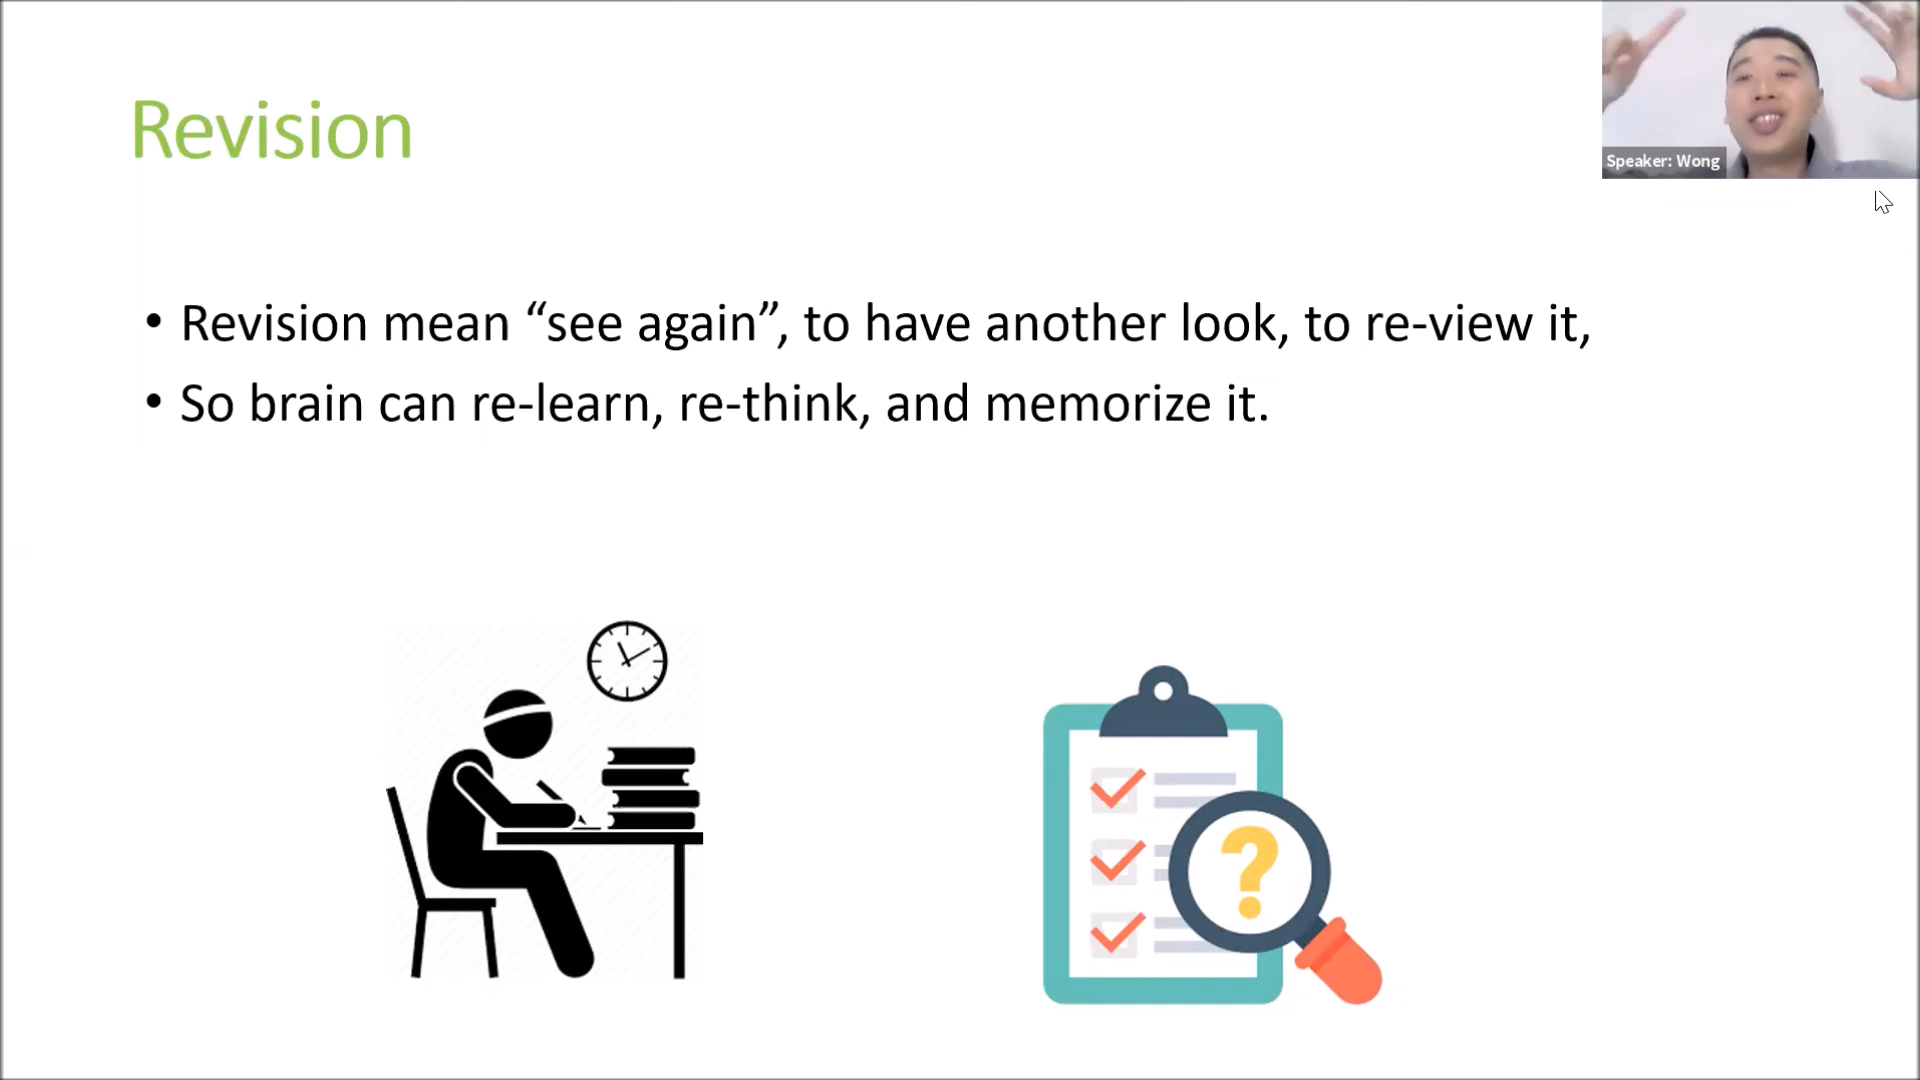 Revision
Speaker: Wong
• Revision mean “see again”, to have another look, to re-view it,
• So brain can re-learn, re-think, and memorize it.
?